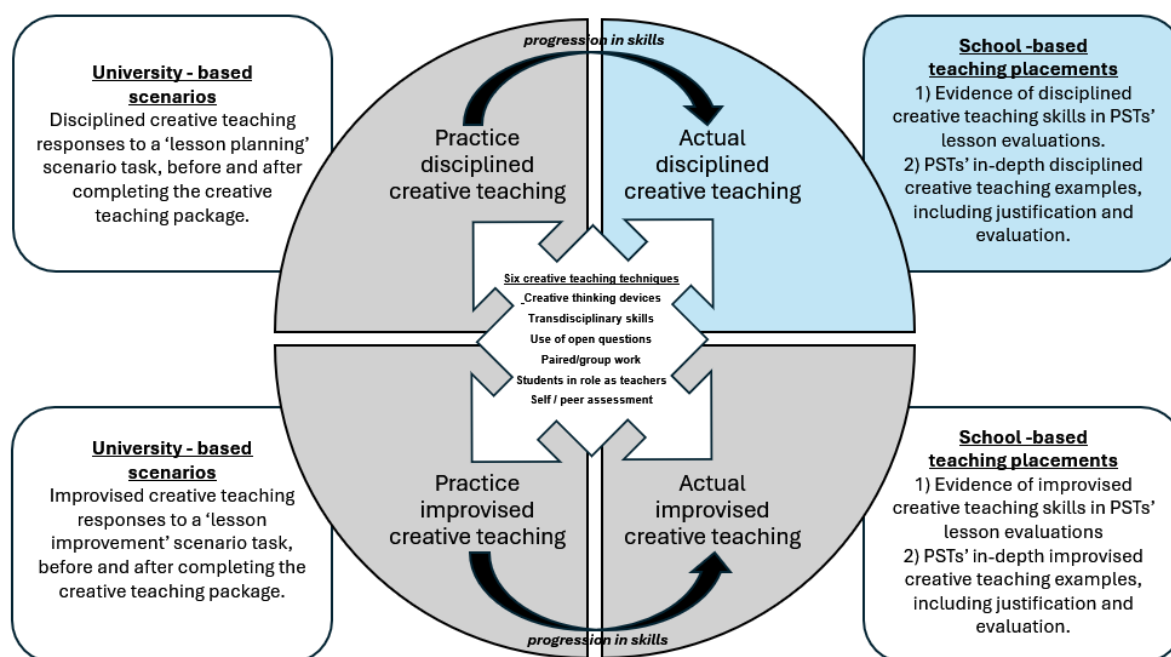 progression in skills
University - based
scenarios
Disciplined creative teaching
responses to a ‘lesson planning’
scenario task, before and after
completing the creative
teaching package.
Practice
disciplined
creative teaching
Actual
disciplined
creative teaching
School -based
teaching placements
1) Evidence of disciplined
creative teaching skills in PSTs’
lesson evaluations.
2) PSTs’ in-depth disciplined
creative teaching examples,
including justification and
evaluation.
Six creative teaching techniques
Creative thinking devices
Transdisciplinary skills
Use of open questions
Paired/group work
Students in role as teachers
Self / peer assessment
University - based
scenarios
Improvised creative teaching
responses to a ‘lesson
improvement’ scenario task,
before and after completing the
creative teaching package.
Practice
improvised
creative teaching
Actual
improvised
creative teaching
School -based
teaching placements
1) Evidence of improvised
creative teaching skills in PSTs’
lesson evaluations
2) PSTs’ in-depth improvised
creative teaching examples,
including justification and
evaluation.
progression in skills